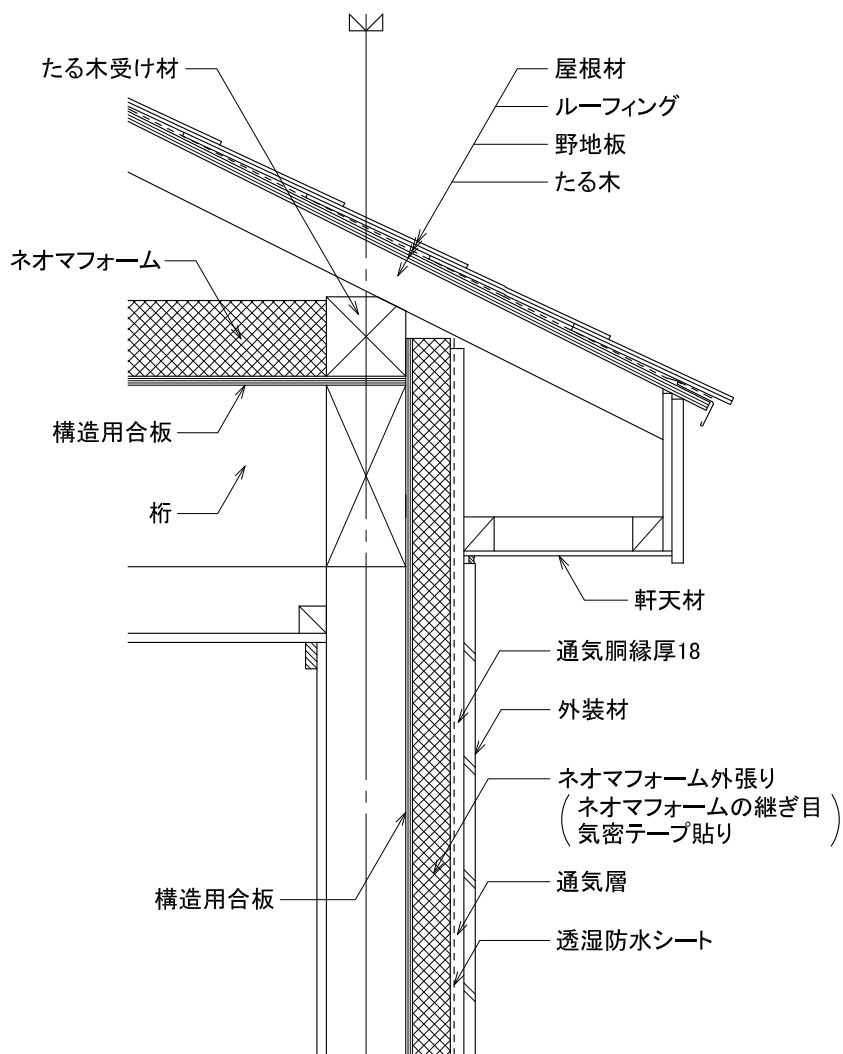 たる木受け材
屋根材
ルーフィング
野地板
たる木
ネオマフォーム
構造用合板
桁
軒天材
通気胴縁厚18
外装材
ネオマフォーム外張り
(ネオマフォームの継ぎ目
気密テープ貼り)
構造用合板
通気層
透湿防水シート